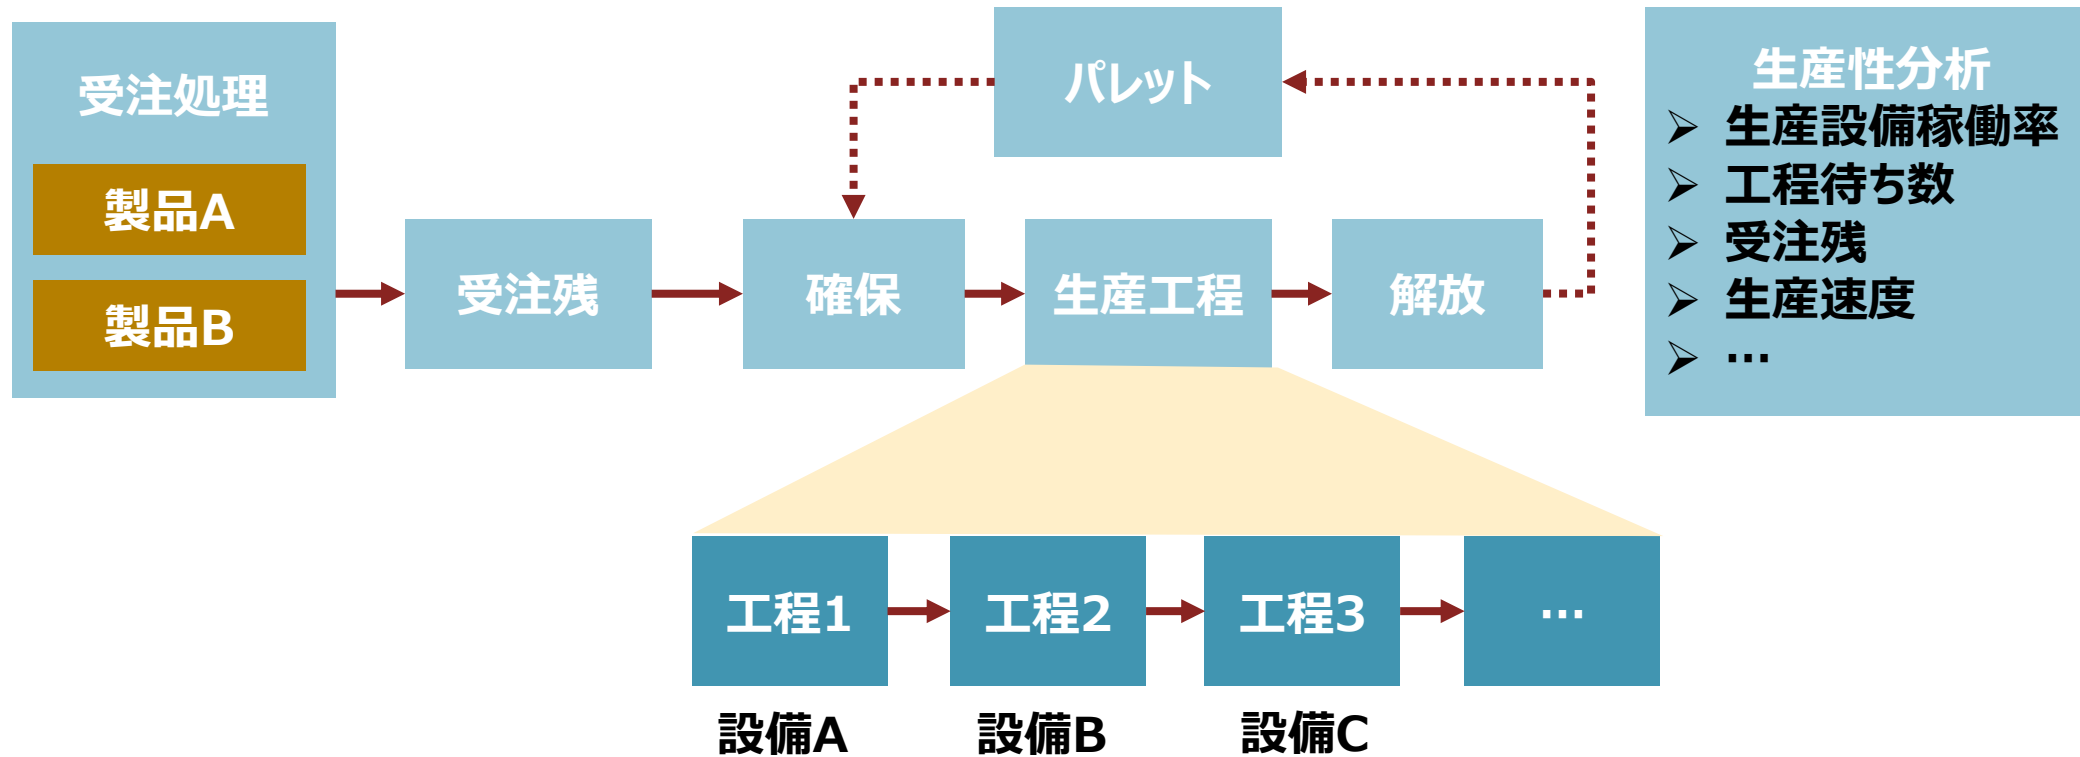 受注処理
製品A
製品B
受注残
確保
パレット
生産工程
解放
生産性分析
➢ 生産設備稼働率
➢ 工程待ち数
➢ 受注残
➢ 生産速度
➢ …
工程1
工程2
工程3
…
設備A
設備B
設備C